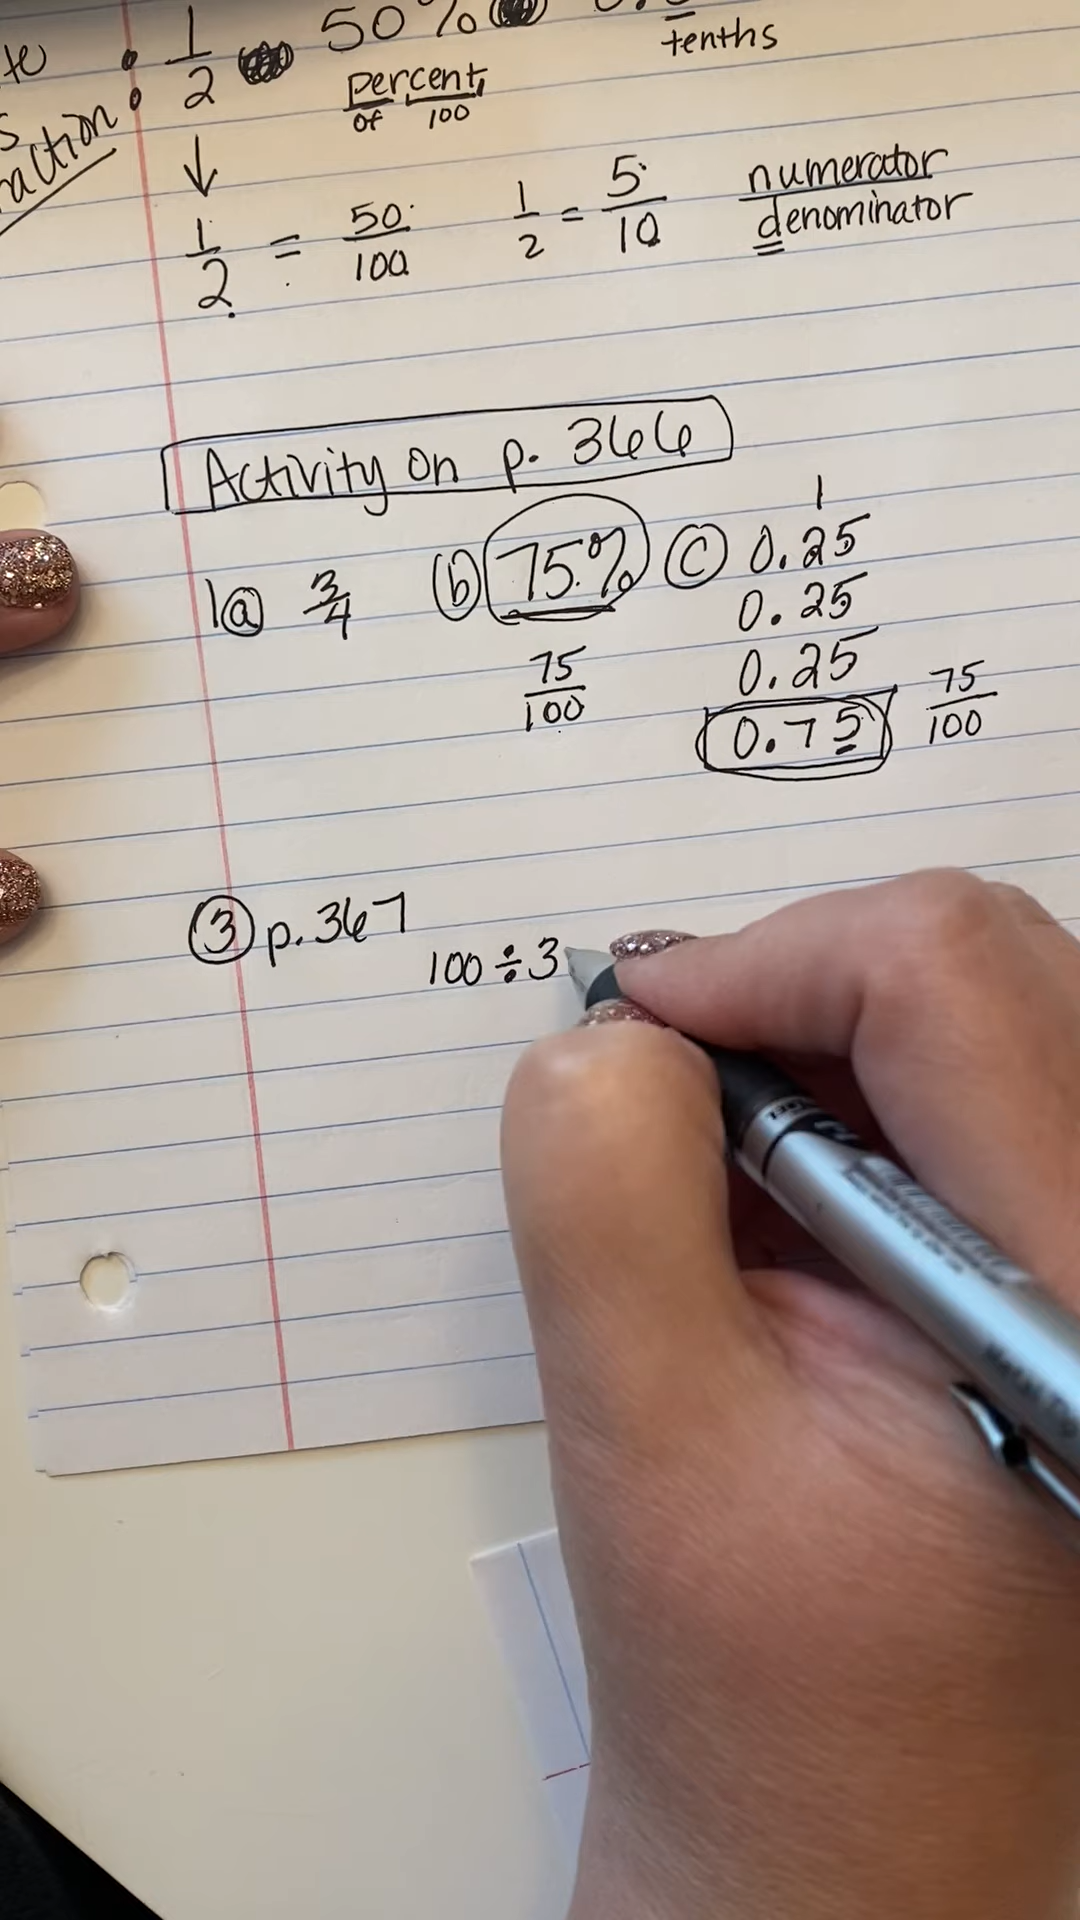 1/2 50%
tenths
percent
of 100
action:
1/2 = 50/100 1/2 = 5/10 numerator
denominator
Activity on p. 366
1ⓐ 3/4 ⓑ 75% ⓒ 1
0.25
0.25
0.25
75/100 0.75 75/100
③ p. 367
100 ÷ 3